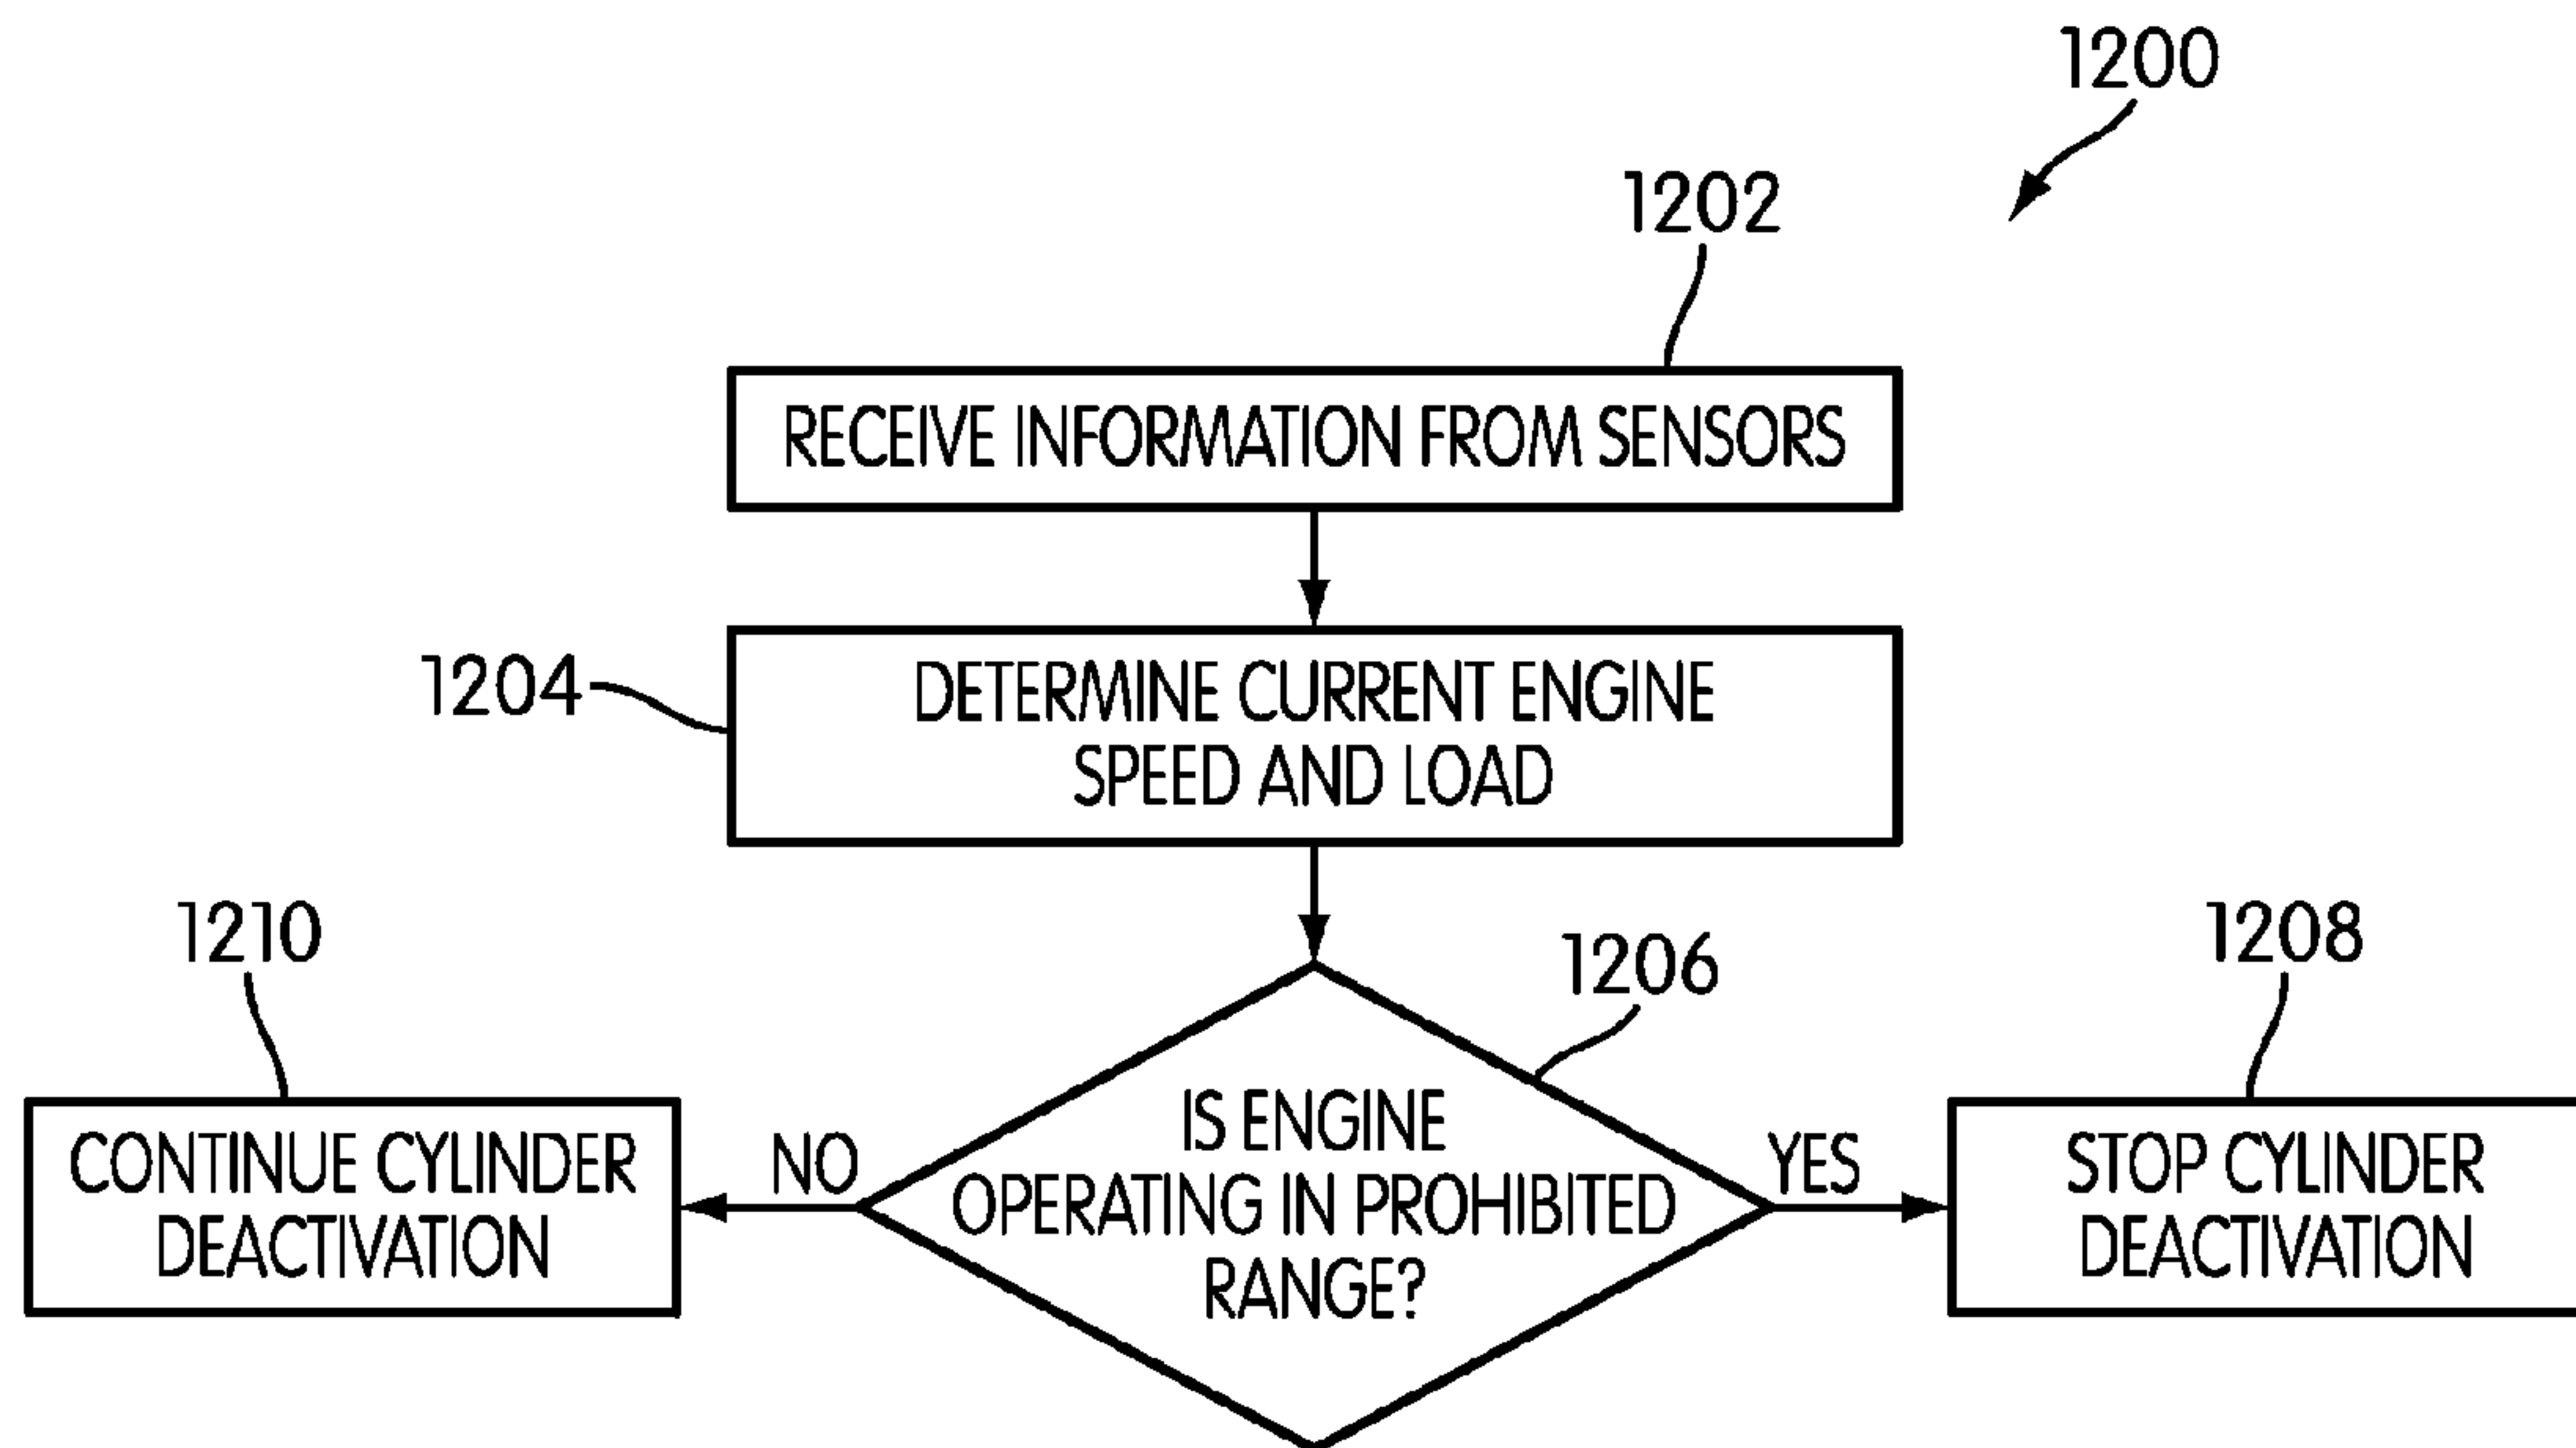 1200
1202
RECEIVE INFORMATION FROM SENSORS
1204
DETERMINE CURRENT ENGINE
SPEED AND LOAD
1210
1206
1208
CONTINUE CYLINDER
DEACTIVATION
NO
IS ENGINE
OPERATING IN PROHIBITED
RANGE?
YES
STOP CYLINDER
DEACTIVATION